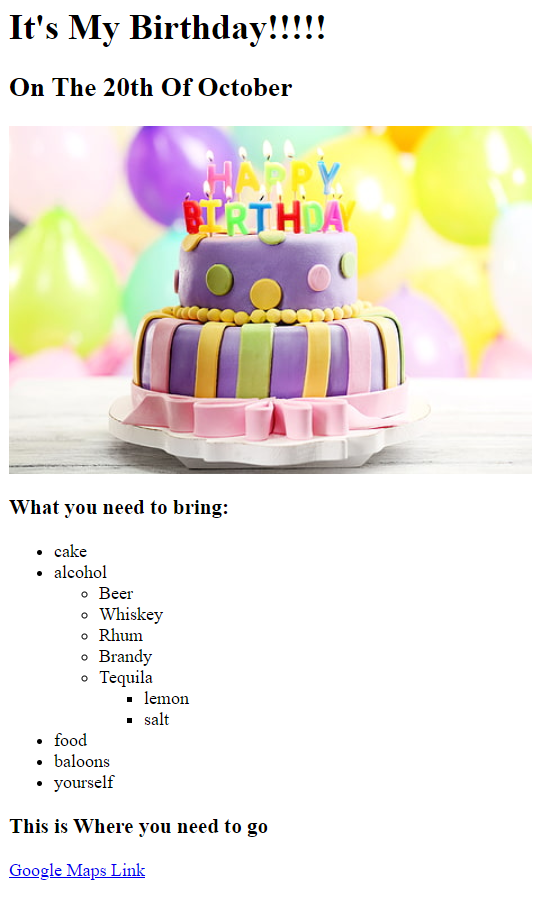 It's My Birthday!!!!!
On The 20th Of October
HAPPY
BIRTHDAY
What you need to bring:
cake
alcohol
Beer
Whiskey
Rhum
Brandy
Tequila
lemon
salt
food
baloons
yourself
This is Where you need to go
Google Maps Link